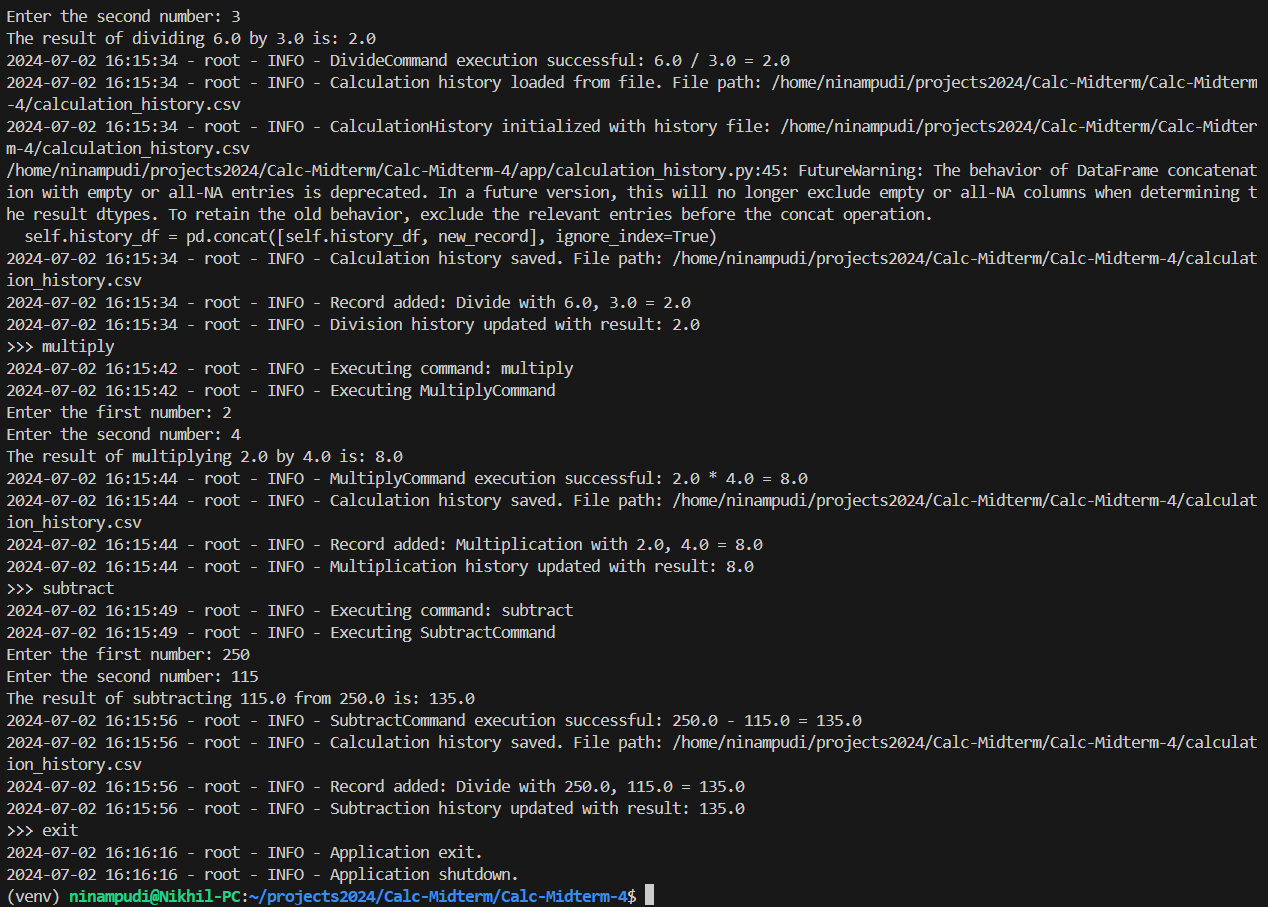 Enter the second number: 3
The result of dividing 6.0 by 3.0 is: 2.0
2024-07-02 16:15:34 - root - INFO - DivideCommand execution successful: 6.0 / 3.0 = 2.0
2024-07-02 16:15:34 - root - INFO - Calculation history loaded from file. File path: /home/ninampudi/projects2024/Calc-Midterm/Calc-Midterm
-4/calculation_history.csv
2024-07-02 16:15:34 - root - INFO - CalculationHistory initialized with history file: /home/ninampudi/projects2024/Calc-Midterm/Calc-Midter
m-4/calculation_history.csv
/home/ninampudi/projects2024/Calc-Midterm/Calc-Midterm-4/app/calculation_history.py:45: FutureWarning: The behavior of DataFrame concatenat
ion with empty or all-NA entries is deprecated. In a future version, this will no longer exclude empty or all-NA columns when determining t
he result dtypes. To retain the old behavior, exclude the relevant entries before the concat operation.
  self.history_df = pd.concat([self.history_df, new_record], ignore_index=True)
2024-07-02 16:15:34 - root - INFO - Calculation history saved. File path: /home/ninampudi/projects2024/Calc-Midterm/Calc-Midterm-4/calculat
ion_history.csv
2024-07-02 16:15:34 - root - INFO - Record added: Divide with 6.0, 3.0 = 2.0
2024-07-02 16:15:34 - root - INFO - Division history updated with result: 2.0
>>> multiply
2024-07-02 16:15:42 - root - INFO - Executing command: multiply
2024-07-02 16:15:42 - root - INFO - Executing MultiplyCommand
Enter the first number: 2
Enter the second number: 4
The result of multiplying 2.0 by 4.0 is: 8.0
2024-07-02 16:15:44 - root - INFO - MultiplyCommand execution successful: 2.0 * 4.0 = 8.0
2024-07-02 16:15:44 - root - INFO - Calculation history saved. File path: /home/ninampudi/projects2024/Calc-Midterm/Calc-Midterm-4/calculat
ion_history.csv
2024-07-02 16:15:44 - root - INFO - Record added: Multiplication with 2.0, 4.0 = 8.0
2024-07-02 16:15:44 - root - INFO - Multiplication history updated with result: 8.0
>>> subtract
2024-07-02 16:15:49 - root - INFO - Executing command: subtract
2024-07-02 16:15:49 - root - INFO - Executing SubtractCommand
Enter the first number: 250
Enter the second number: 115
The result of subtracting 115.0 from 250.0 is: 135.0
2024-07-02 16:15:56 - root - INFO - SubtractCommand execution successful: 250.0 - 115.0 = 135.0
2024-07-02 16:15:56 - root - INFO - Calculation history saved. File path: /home/ninampudi/projects2024/Calc-Midterm/Calc-Midterm-4/calculat
ion_history.csv
2024-07-02 16:15:56 - root - INFO - Record added: Divide with 250.0, 115.0 = 135.0
2024-07-02 16:15:56 - root - INFO - Subtraction history updated with result: 135.0
>>> exit
2024-07-02 16:16:16 - root - INFO - Application exit.
2024-07-02 16:16:16 - root - INFO - Application shutdown.
(venv) ninampudi@Nikhil-PC:~/projects2024/Calc-Midterm/Calc-Midterm-4$